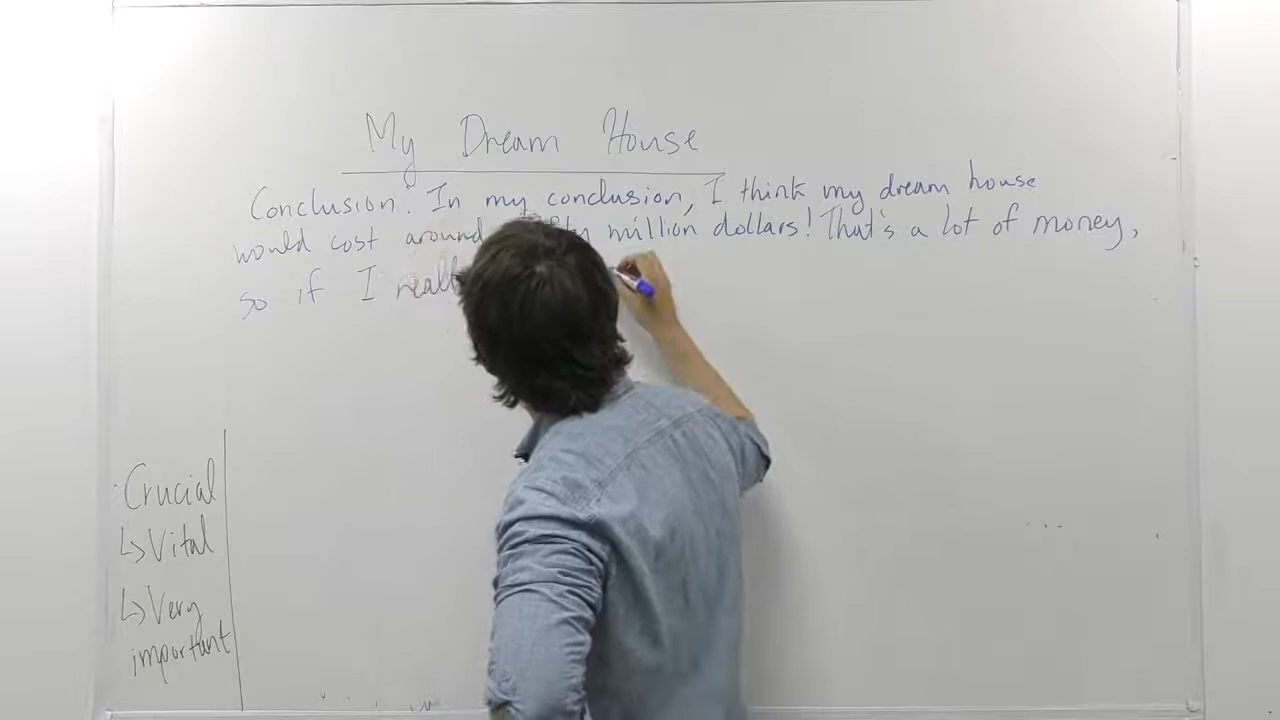 My Dream House
Conclusion: In my conclusion, I think my dream house
would cost around million dollars! That's a lot of money,
so if I
Crucial
↳ Vital
↳ Very
important